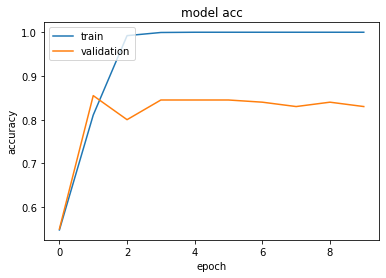 model acc
train
validation
accuracy
1.0
0.9
0.8
0.7
0.6
0
2
4
6
8
epoch